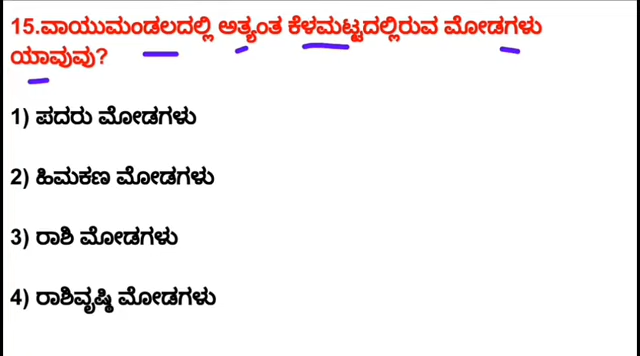 15.ವಾಯುಮಂಡಲದಲ್ಲಿ ಅತ್ಯಂತ ಕೆಳಮಟ್ಟದಲ್ಲಿರುವ ಮೋಡಗಳು
ಯಾವುವು?
1) ಪದರು ಮೋಡಗಳು
2) ಹಿಮಕಣ ಮೋಡಗಳು
3) ರಾಶಿ ಮೋಡಗಳು
4) ರಾಶಿವೃಷ್ಠಿ ಮೋಡಗಳು